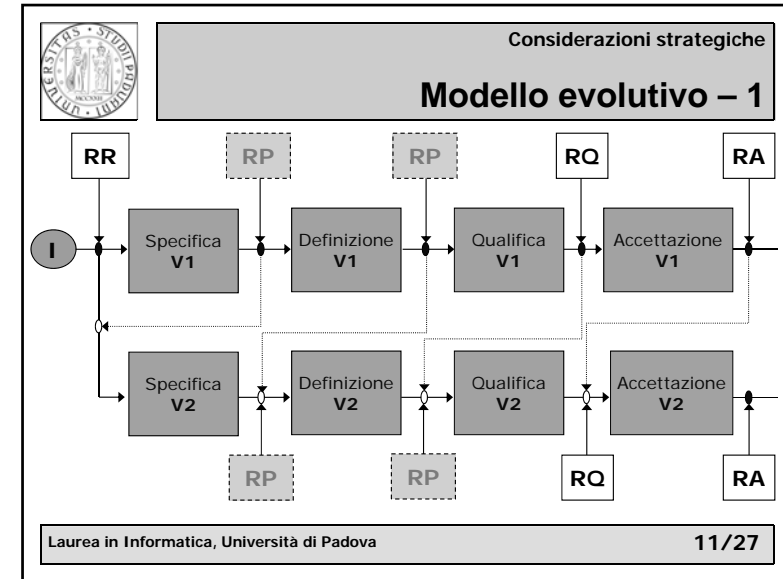 Considerazioni strategiche
Modello evolutivo – 1
RR
RP
RP
RQ
RA
I
Specifica
V1
Definizione
V1
Qualifica
V1
Accettazione
V1
Specifica
V2
Definizione
V2
Qualifica
V2
Accettazione
V2
RP
RP
RQ
RA
Laurea in Informatica, Università di Padova
11/27